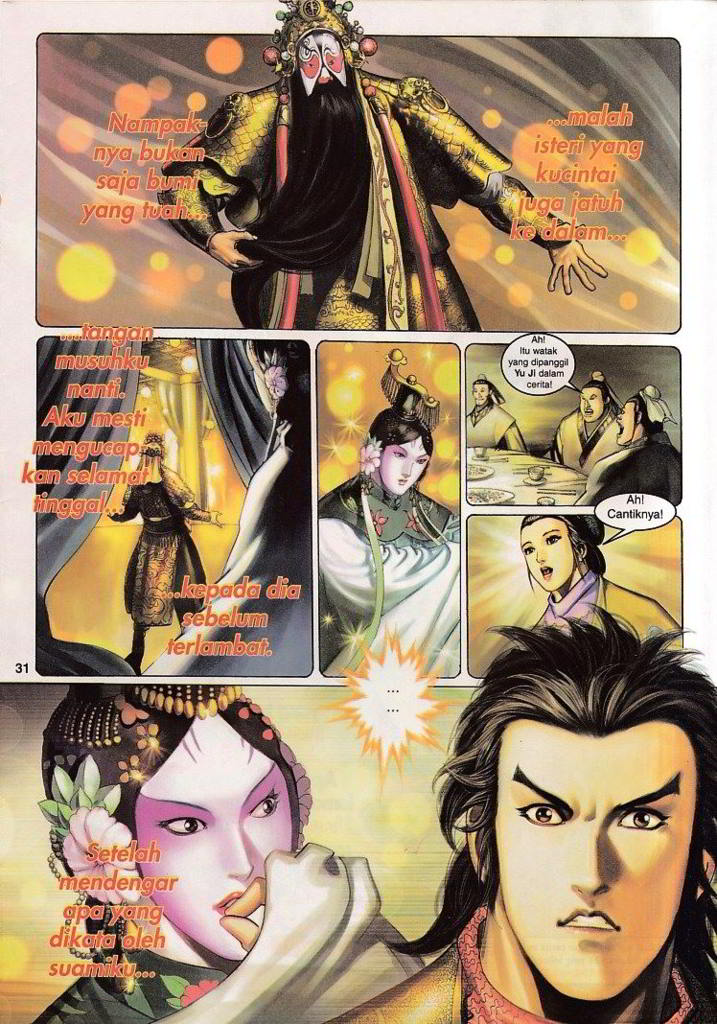 Nampak-
nya bukan
saja bumi
yang tuah...
...malah
isteri yang
kucintai
juga jatuh
ke dalam...
...tangan
musuhku
nanti.
Aku mesti
mengucap-
kan selamat
tinggal...
...kepada dia
sebelum
terlambat.
Ah!
Itu watak
yang dipanggil
Yu Ji dalam
cerita!
Ah!
Cantiknya!
31
...
...
Setelah
mendengar
apa yang
dikata oleh
suamiku...